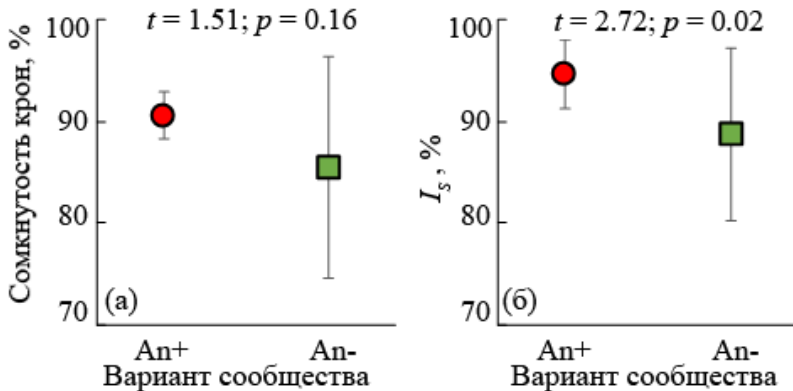 t = 1.51; p = 0.16
Сомкнутость крон, %
100
90
80
70
(а)
An+ An-
Вариант сообщества
t = 2.72; p = 0.02
I_s, %
100
90
80
70
(б)
An+ An-
Вариант сообщества